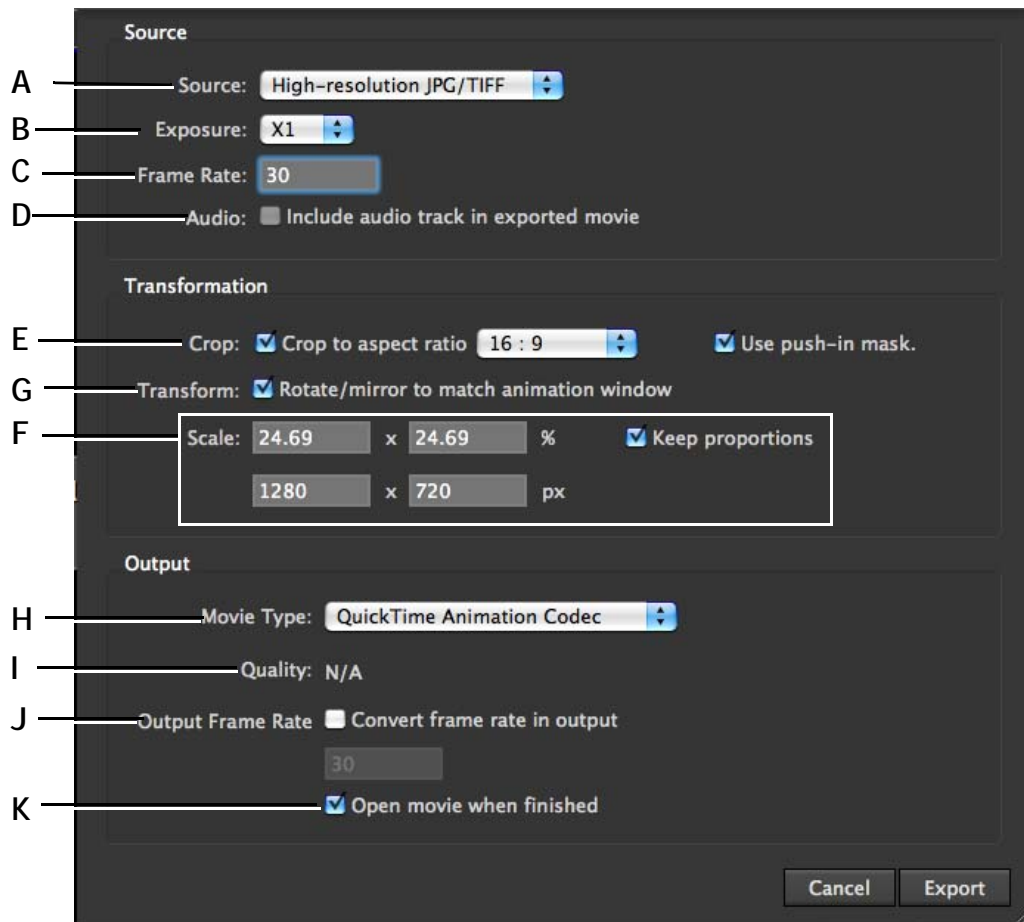 Source
A Source: High-resolution JPG/TIFF
B Exposure: X1
C Frame Rate: 30
D Audio: Include audio track in exported movie
Transformation
E Crop: Crop to aspect ratio 16 : 9 Use push-in mask.
G Transform: Rotate/mirror to match animation window
F Scale: 24.69 x 24.69 % Keep proportions
1280 x 720 px
Output
H Movie Type: QuickTime Animation Codec
I Quality: N/A
J Output Frame Rate Convert frame rate in output
30
K Open movie when finished
Cancel Export